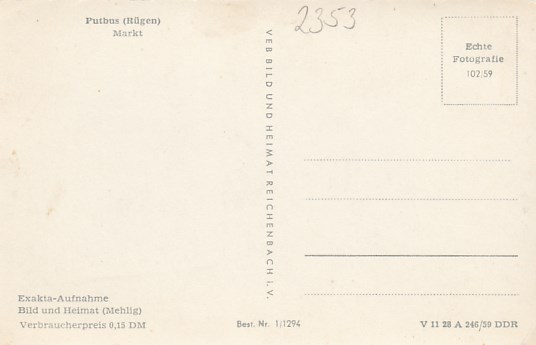 Putbus (Rügen)
Markt
2353
Echte
Fotografie
102/59
VEB BILD UND HEIMAT REICHENBACH i. V.
Exakta-Aufnahme
Bild und Heimat (Mehlig)
Verbraucherpreis 0,15 DM
Best. Nr. 1/1294
V 11 28 A 246/59 DDR